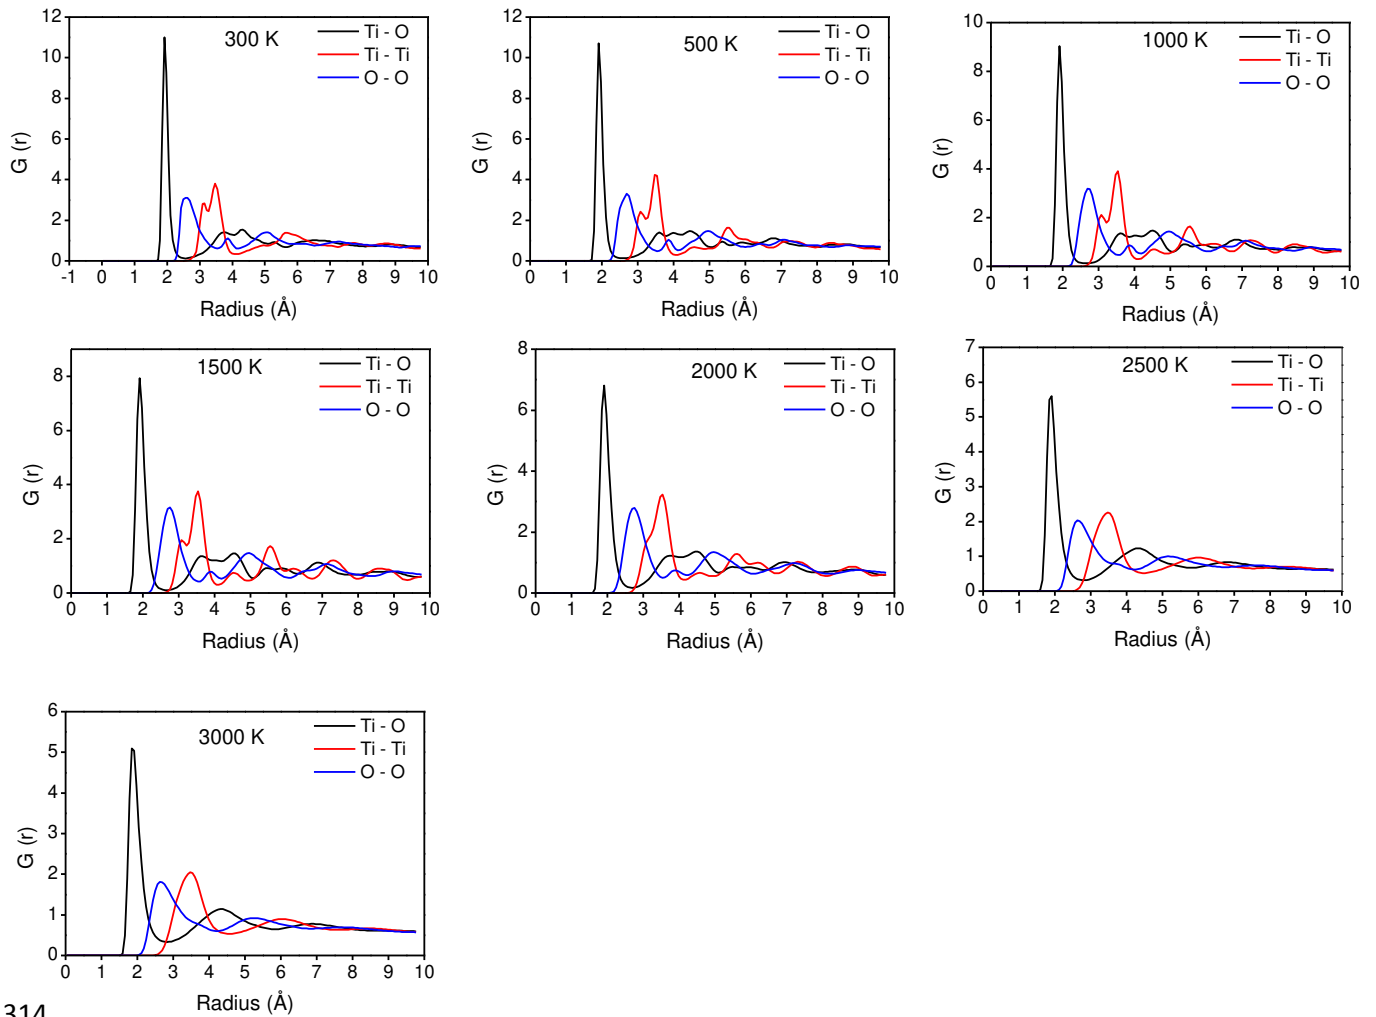 300 K
Ti - O
Ti - Ti
O - O
12
10
8
6
4
2
0
G (r)
-1 0 1 2 3 4 5 6 7 8 9 10
Radius (Å)
500 K
Ti - O
Ti - Ti
O - O
12
10
8
6
4
2
0
G (r)
0 1 2 3 4 5 6 7 8 9 10
Radius (Å)
1000 K
Ti - O
Ti - Ti
O - O
10
8
6
4
2
0
G (r)
0 1 2 3 4 5 6 7 8 9 10
Radius (Å)
1500 K
Ti - O
Ti - Ti
O - O
8
6
4
2
0
G (r)
0 1 2 3 4 5 6 7 8 9 10
Radius (Å)
2000 K
Ti - O
Ti - Ti
O - O
8
6
4
2
0
G (r)
0 1 2 3 4 5 6 7 8 9 10
Radius (Å)
2500 K
Ti - O
Ti - Ti
O - O
7
6
5
4
3
2
1
0
G (r)
0 1 2 3 4 5 6 7 8 9 10
Radius (Å)
3000 K
Ti - O
Ti - Ti
O - O
6
5
4
3
2
1
0
G (r)
0 1 2 3 4 5 6 7 8 9 10
Radius (Å)
314